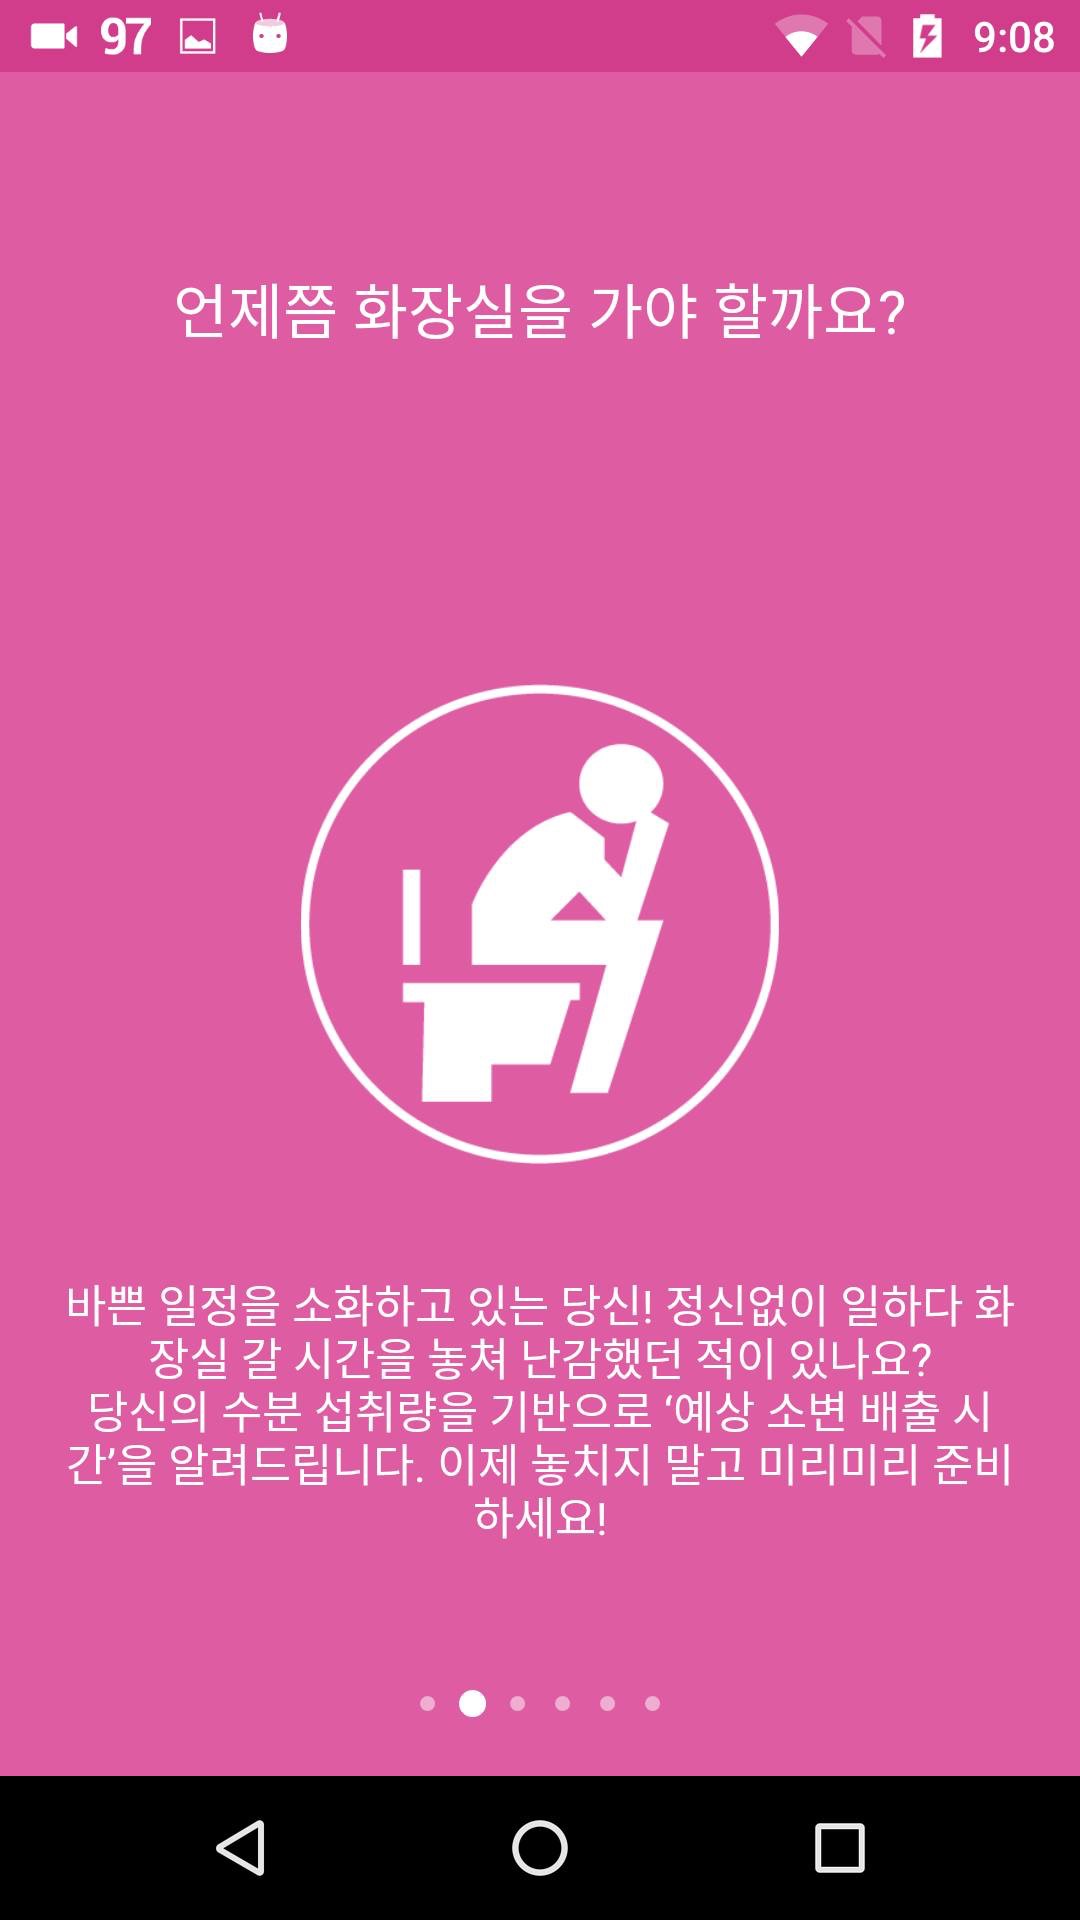 97
9:08
언제쯤 화장실을 가야 할까요?
바쁜 일정을 소화하고 있는 당신! 정신없이 일하다 화
장실 갈 시간을 놓쳐 난감했던 적이 있나요?
당신의 수분 섭취량을 기반으로 ‘예상 소변 배출 시
간’을 알려드립니다. 이제 놓치지 말고 미리미리 준비
하세요!